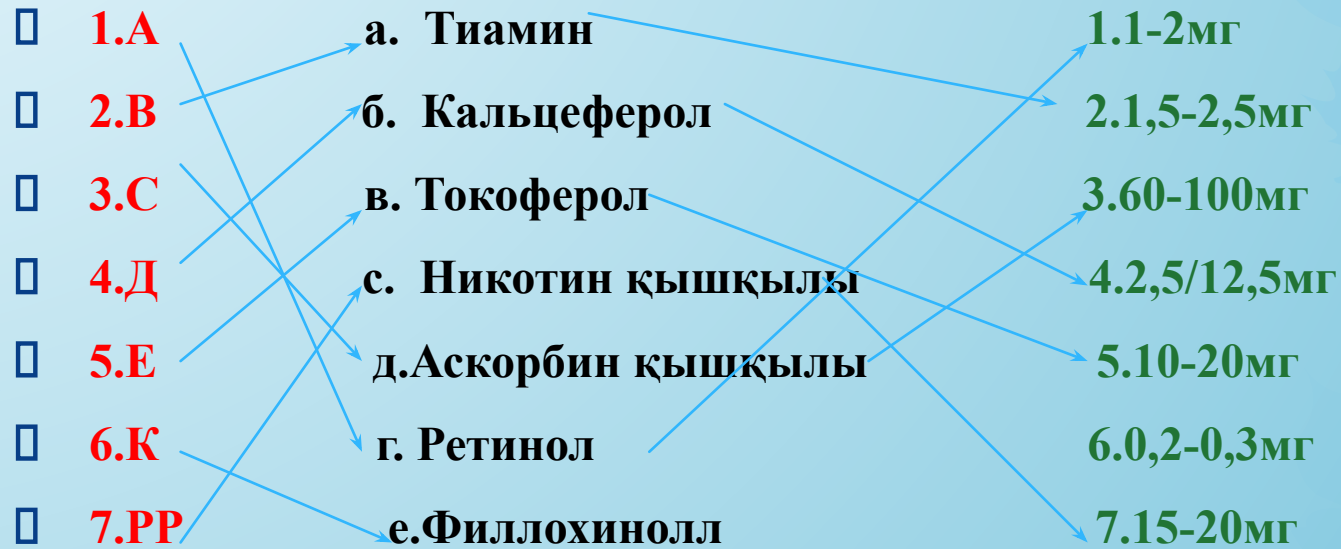 1.А а. Тиамин 1.1-2мг
2.В б. Кальцеферол 2.1,5-2,5мг
3.С в. Токоферол 3.60-100мг
4.Д с. Никотин қышқылы 4.2,5/12,5мг
5.Е д.Аскорбин қышқылы 5.10-20мг
6.К г. Ретинол 6.0,2-0,3мг
7.РР е.Филлохинолл 7.15-20мг